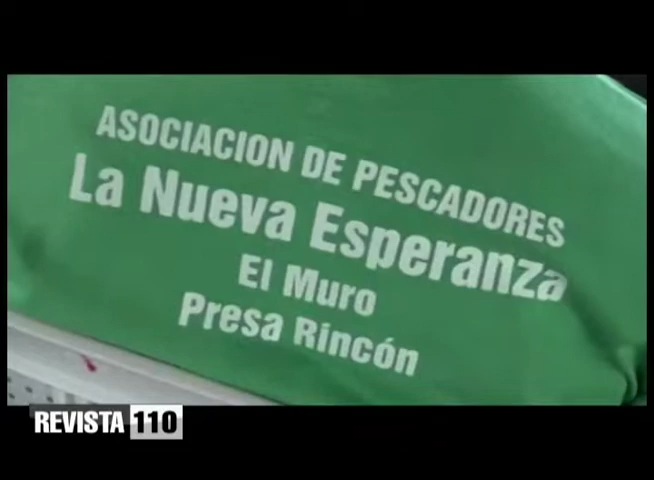 ASOCIACION DE PESCADORES
La Nueva Esperanza
El Muro
Presa Rincón
REVISTA 110